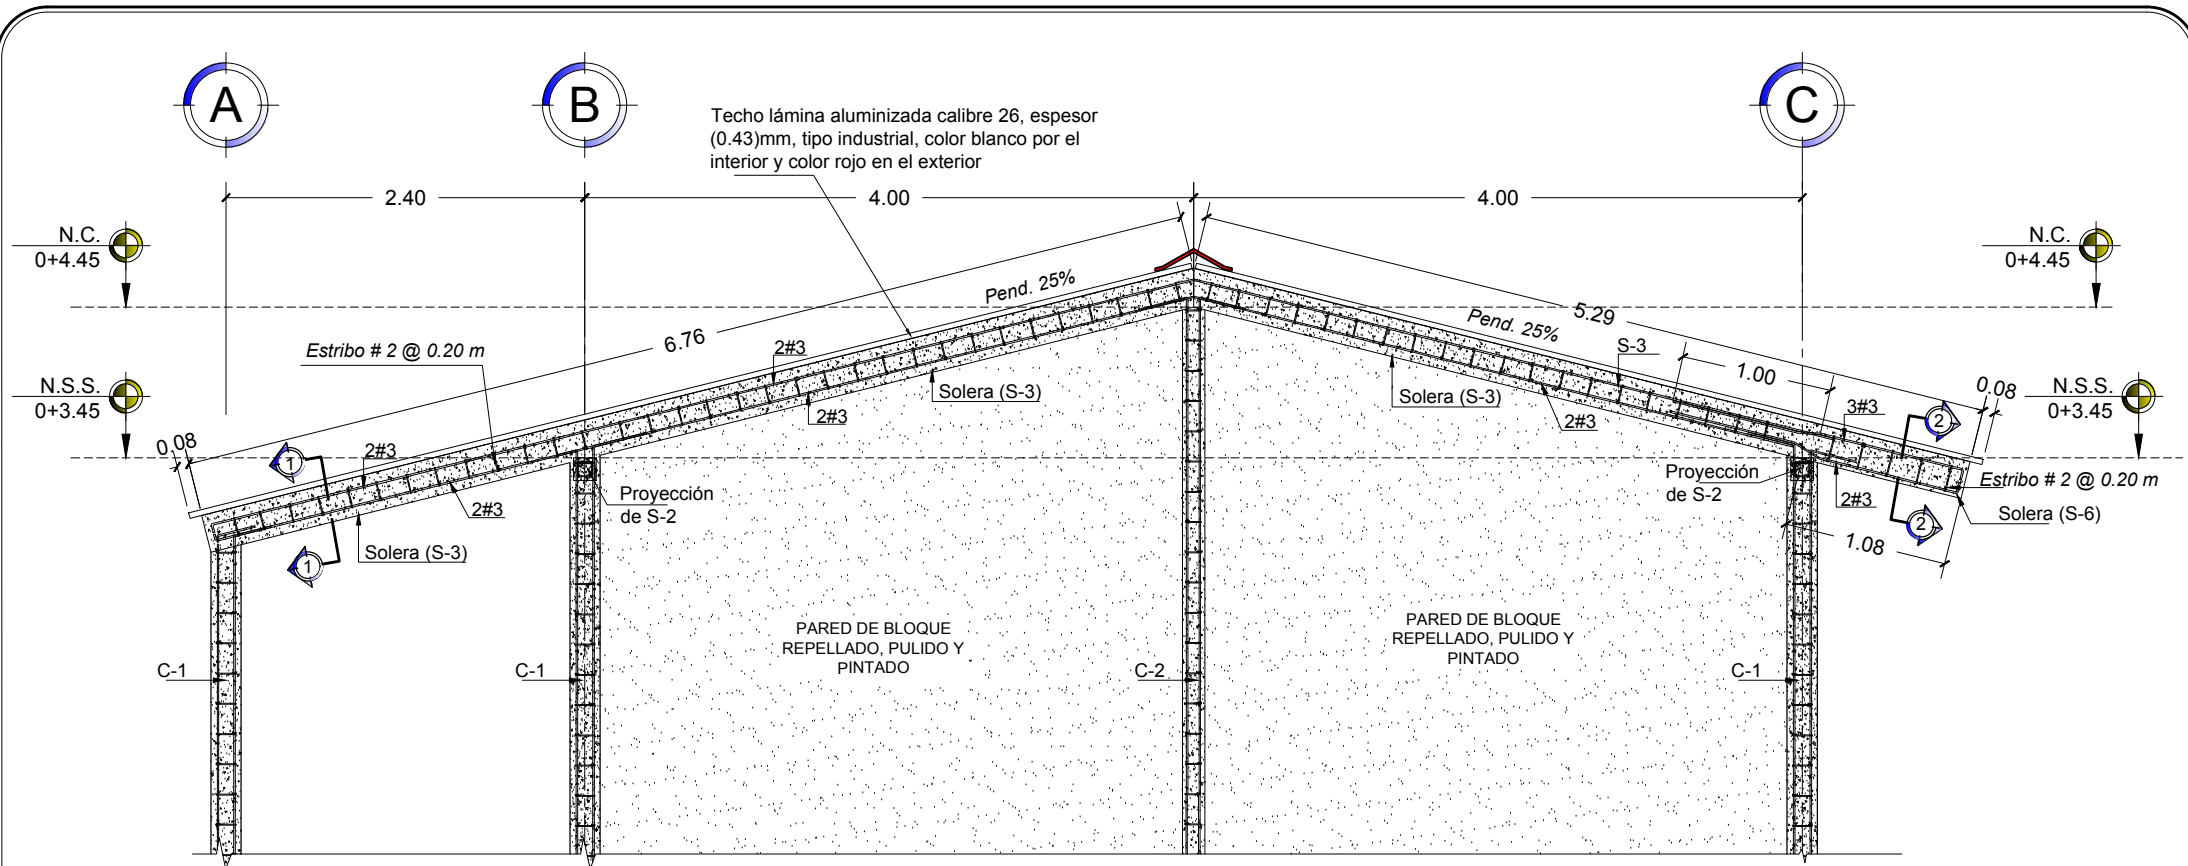 A
B
C
Techo lámina aluminizada calibre 26, espesor
(0.43)mm, tipo industrial, color blanco por el
interior y color rojo en el exterior
2.40
4.00
4.00
N.C.
0+4.45
N.C.
0+4.45
Pend. 25%
5.29
Pend. 25%
6.76
Estribo # 2 @ 0.20 m
2#3
S-3
1.00
N.S.S.
0+3.45
Solera (S-3)
Solera (S-3)
0.08
N.S.S.
0+3.45
2#3
2#3
3#3
2
0.08
1
2#3
Proyección
de S-2
Proyección
de S-2
2#3
2#3
Estribo # 2 @ 0.20 m
Solera (S-6)
2
1.08
Solera (S-3)
1
PARED DE BLOQUE
REPELLADO, PULIDO Y
PINTADO
PARED DE BLOQUE
REPELLADO, PULIDO Y
PINTADO
C-1
C-1
C-2
C-1